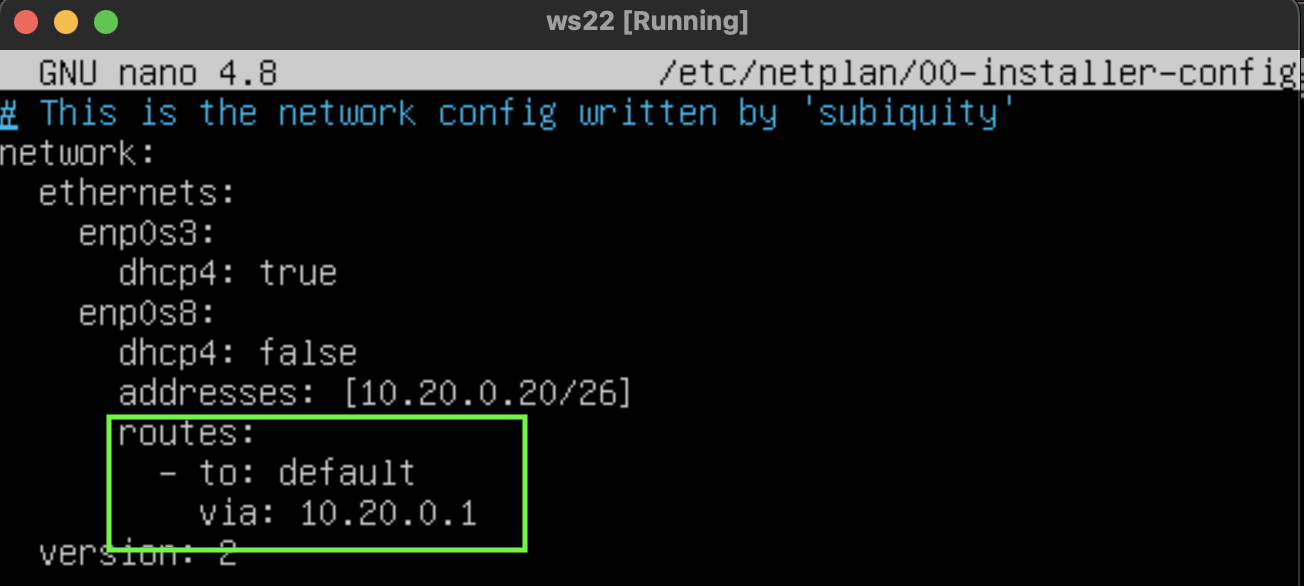 ws22 [Running]
GNU nano 4.8 /etc/netplan/00-installer-config
# This is the network config written by 'subiquity'
network:
  ethernets:
    enp0s3:
      dhcp4: true
    enp0s8:
      dhcp4: false
      addresses: [10.20.0.20/26]
      routes:
        - to: default
          via: 10.20.0.1
  version: 2